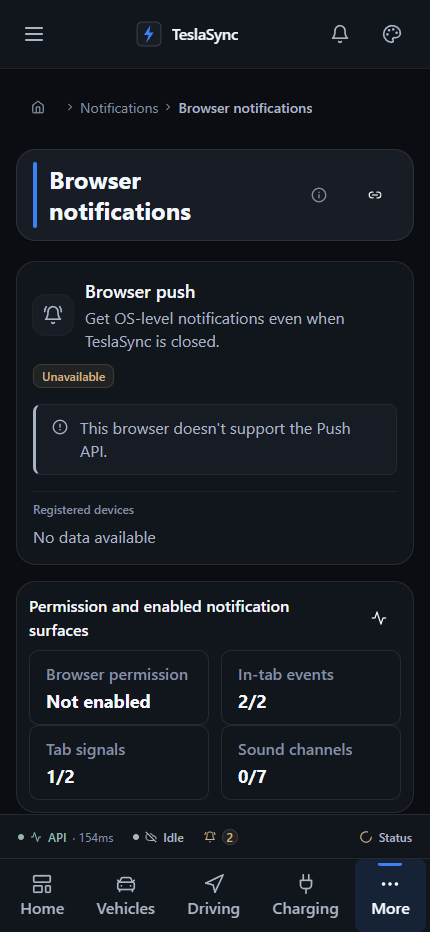 TeslaSync
Notifications
Browser notifications
Browser
notifications
Browser push
Get OS-level notifications even when
TeslaSync is closed.
Unavailable
This browser doesn't support the Push
API.
Registered devices
No data available
Permission and enabled notification
surfaces
Browser permission
Not enabled
In-tab events
2/2
Tab signals
1/2
Sound channels
0/7
API · 154ms
Idle
2
Status
Home
Vehicles
Driving
Charging
More